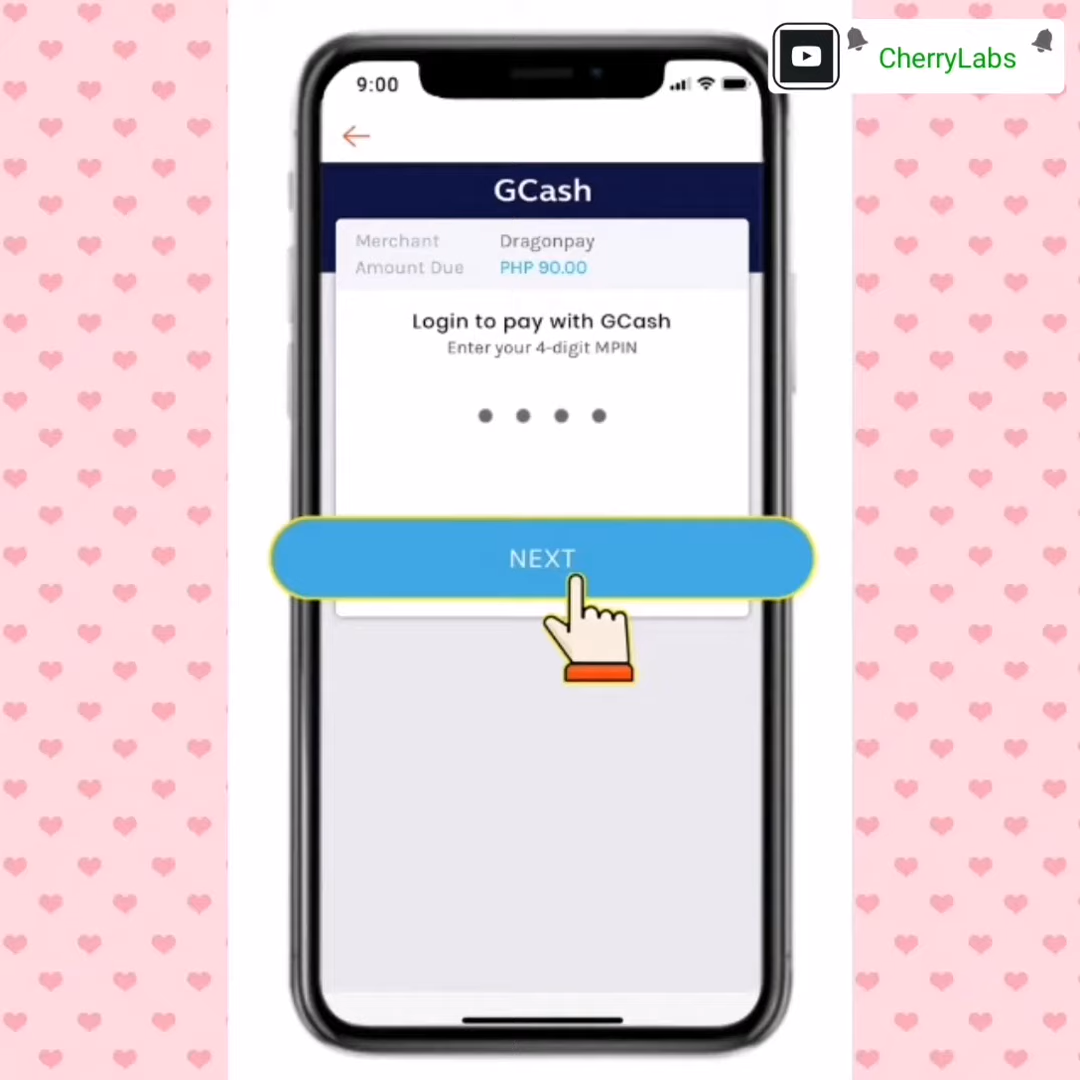 CherryLabs
9:00
GCash
Merchant Dragonpay
Amount Due PHP 90.00
Login to pay with GCash
Enter your 4-digit MPIN
NEXT